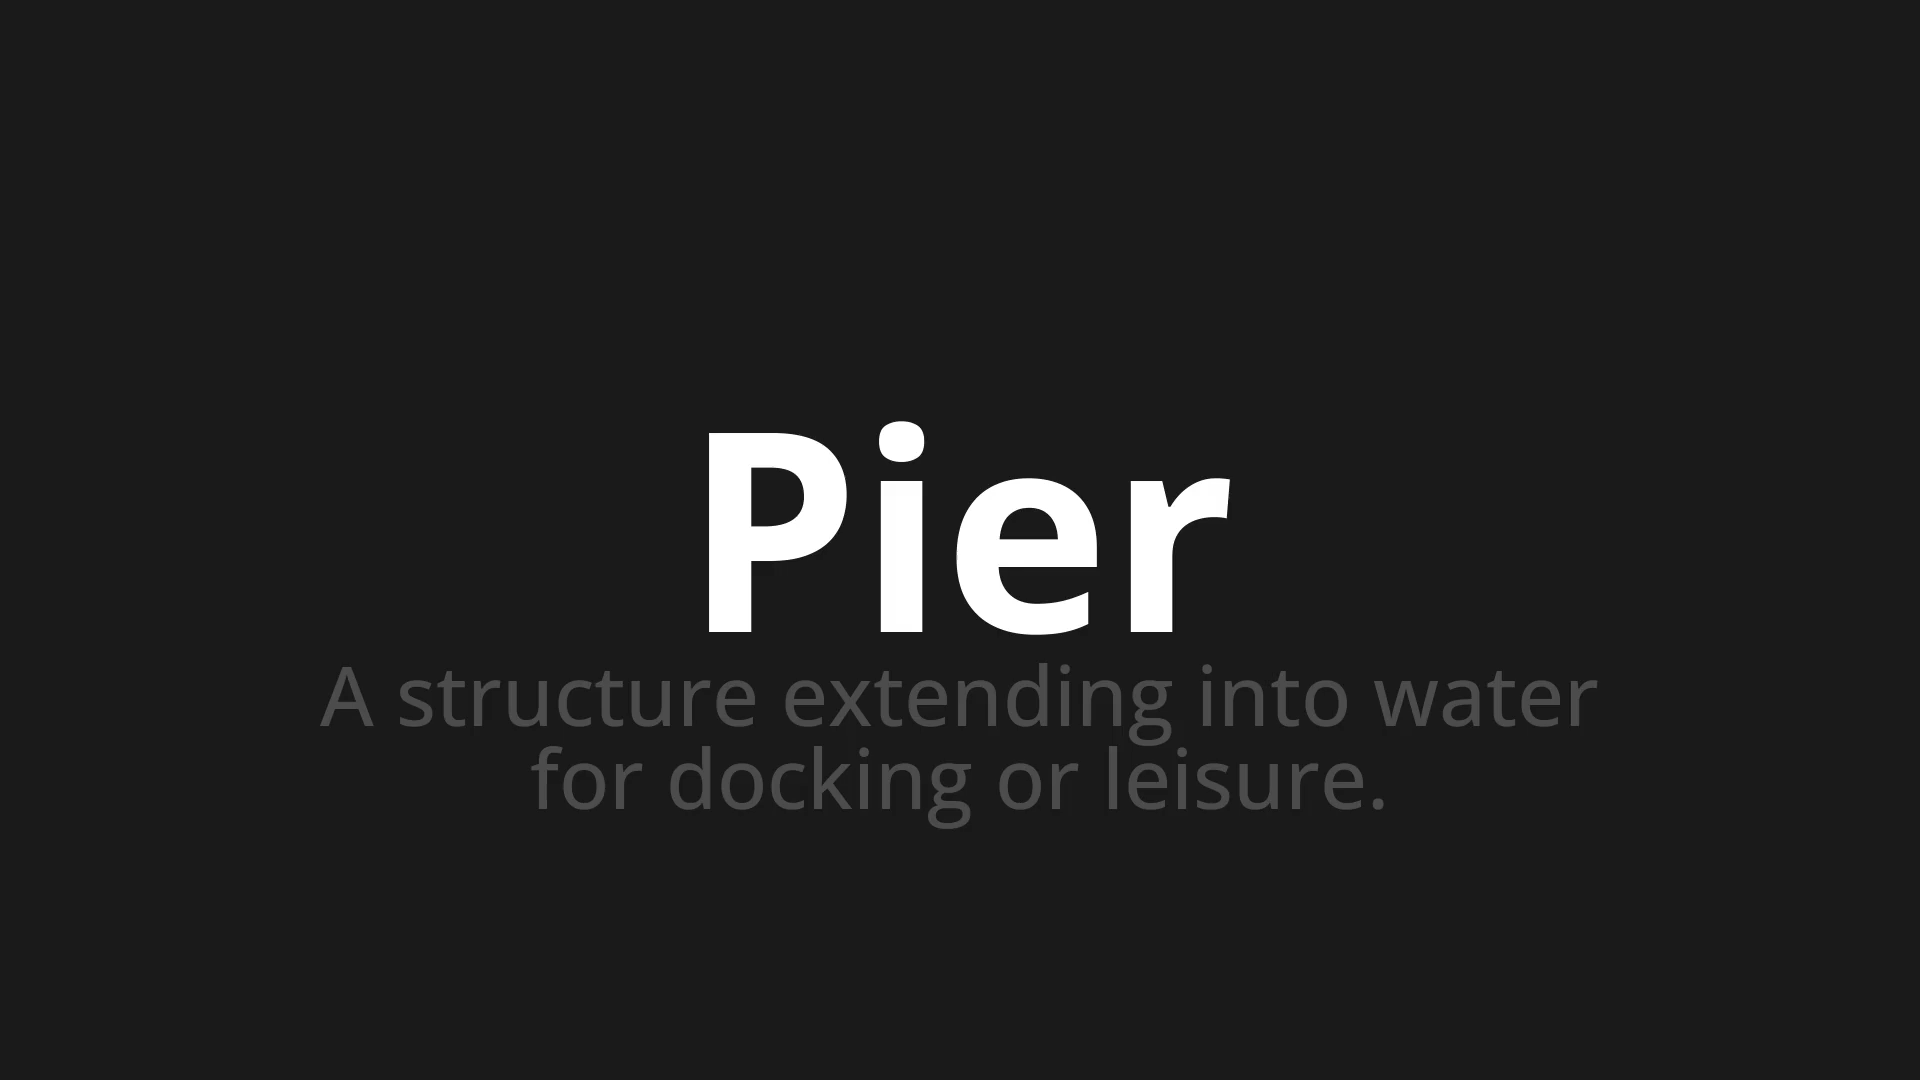 Pier
A structure extending into water
for docking or leisure.